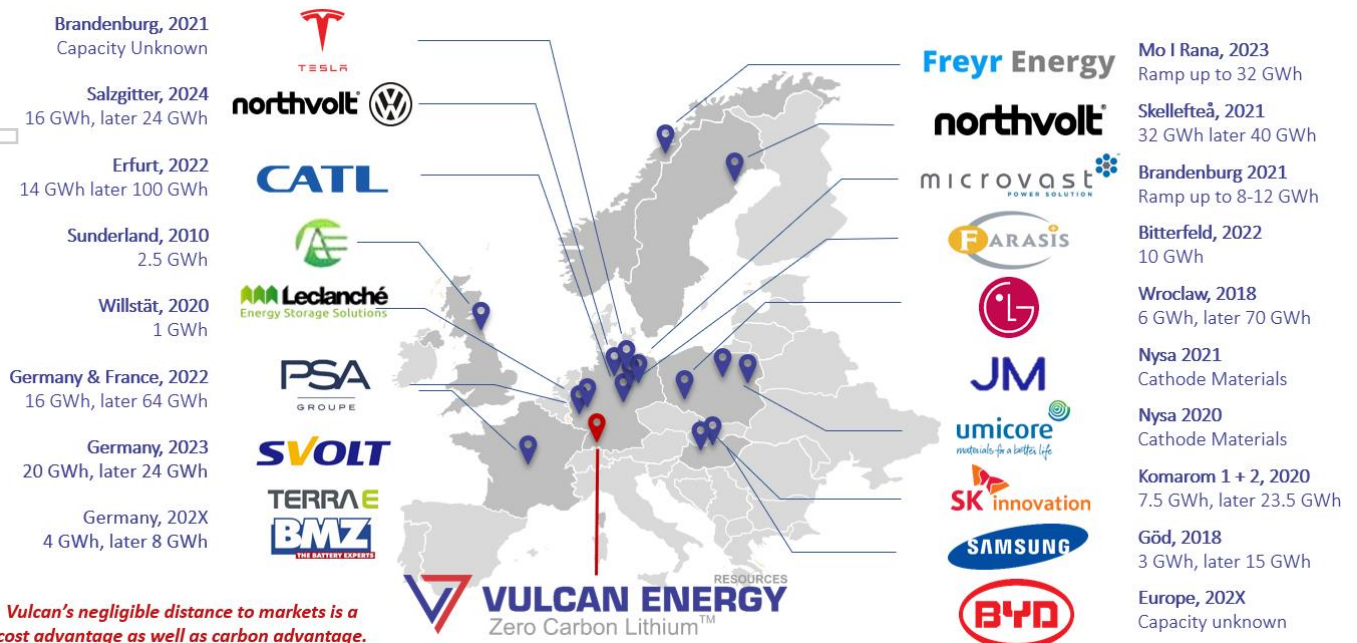 Brandenburg, 2021
Capacity Unknown
TESLA
Salzgitter, 2024
16 GWh, later 24 GWh
northvolt
Erfurt, 2022
14 GWh later 100 GWh
CATL
Sunderland, 2010
2.5 GWh
Willstät, 2020
1 GWh
Leclanché
Energy Storage Solutions
Germany & France, 2022
16 GWh, later 64 GWh
PSA
GROUPE
Germany, 2023
20 GWh, later 24 GWh
SVOLT
Germany, 202X
4 GWh, later 8 GWh
TERRA E
BMZ
THE BATTERY EXPERTS
Vulcan's negligible distance to markets is a
cost advantage as well as carbon advantage.
VULCAN ENERGY
RESOURCES
Zero Carbon Lithium™
Freyr Energy
Mo I Rana, 2023
Ramp up to 32 GWh
northvolt
Skellefteå, 2021
32 GWh later 40 GWh
microvast
POWER SOLUTION
Brandenburg 2021
Ramp up to 8-12 GWh
FARASIS
Bitterfeld, 2022
10 GWh
LG
Wroclaw, 2018
6 GWh, later 70 GWh
JM
Nysa 2021
Cathode Materials
umicore
materials for a better life
Nysa 2020
Cathode Materials
SK innovation
Komarom 1 + 2, 2020
7.5 GWh, later 23.5 GWh
SAMSUNG
Göd, 2018
3 GWh, later 15 GWh
BYD
Europe, 202X
Capacity unknown